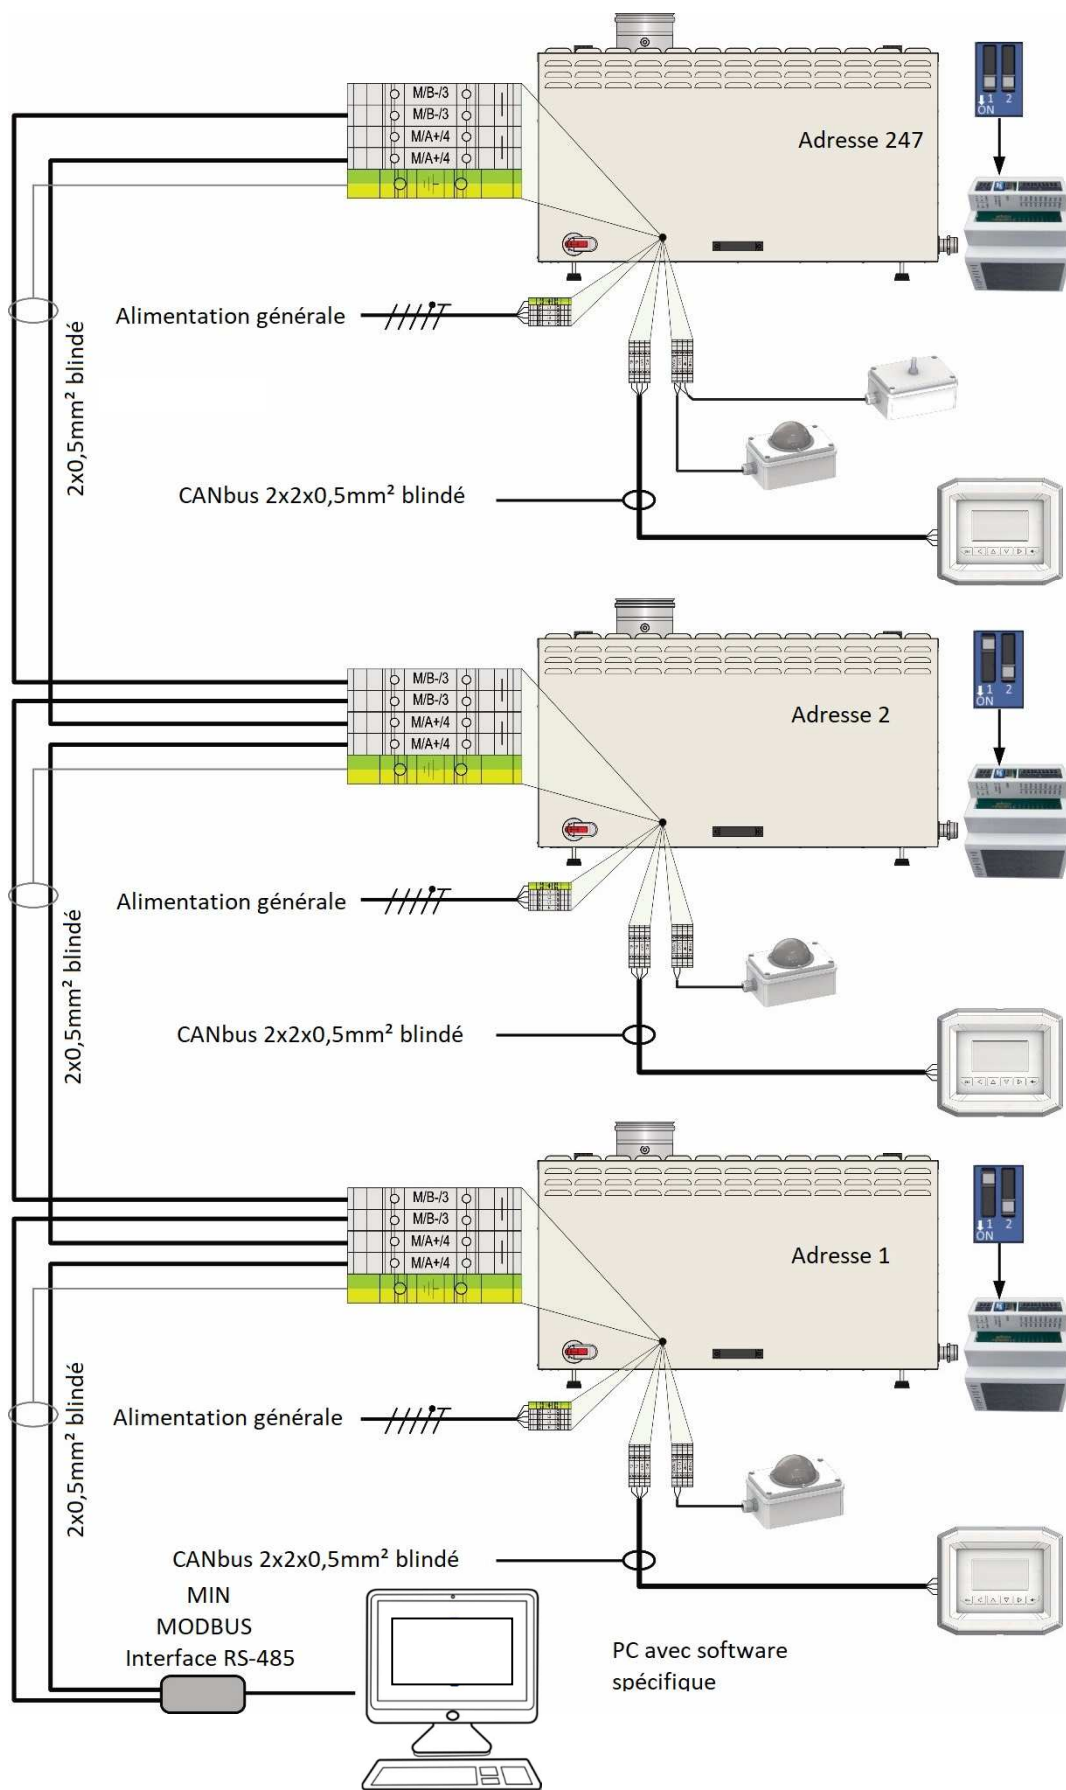 M/B-/3
M/B-/3
M/A+/4
M/A+/4
Adresse 247
1 2
ON
Alimentation générale
2x0,5mm² blindé
CANbus 2x2x0,5mm² blindé
M/B-/3
M/B-/3
M/A+/4
M/A+/4
Adresse 2
1 2
ON
Alimentation générale
2x0,5mm² blindé
CANbus 2x2x0,5mm² blindé
M/B-/3
M/B-/3
M/A+/4
M/A+/4
Adresse 1
1 2
ON
Alimentation générale
2x0,5mm² blindé
CANbus 2x2x0,5mm² blindé
MIN
MODBUS
Interface RS-485
PC avec software
spécifique